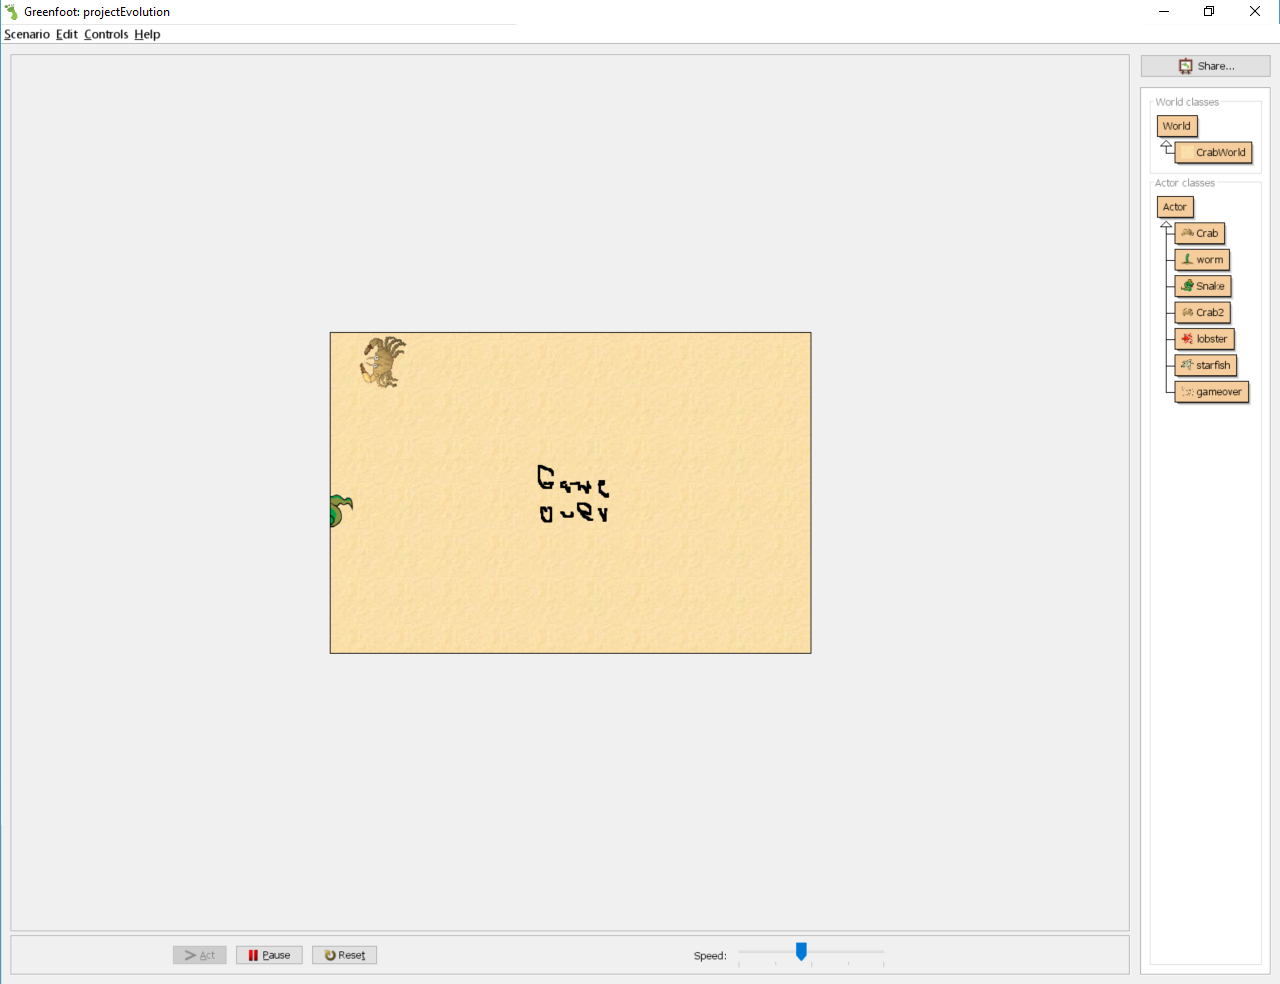 Greenfoot: projectEvolution
Scenario Edit Controls Help
Share...
World classes
World
CrabWorld
Actor classes
Actor
Crab
worm
Snake
Crab2
lobster
starfish
gameover
Game
over
Act
Pause
Reset
Speed: